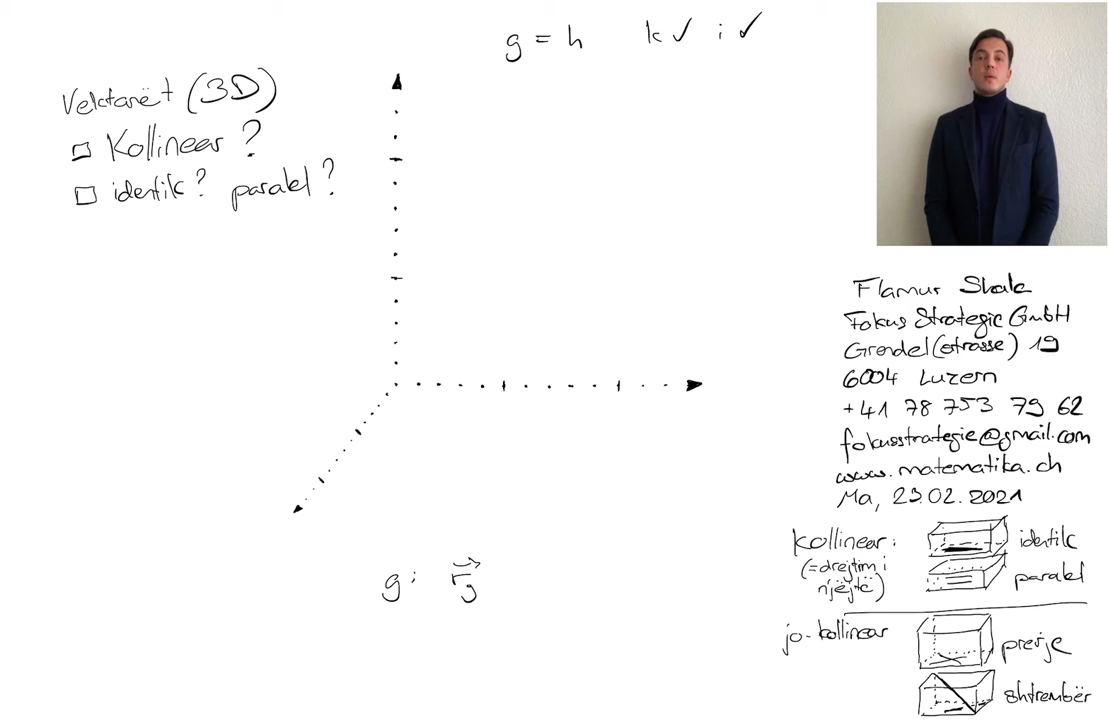 g = h k ✓ i ✓
Vektorët (3D)
□ Kollinear ?
□ identik ? paralel ?
g: r⃗g
Flamur Shala
Fokus Strategie GmbH
Grendel(strasse) 19
6004 Luzern
+41 78 753 79 62
fokusstrategie@gmail.com
www.matematika.ch
Ma, 23.02.2021
kollinear:
(=drejtim i
njëjtë)
identik
paralel
jo-kollinear
prerje
shtrembër